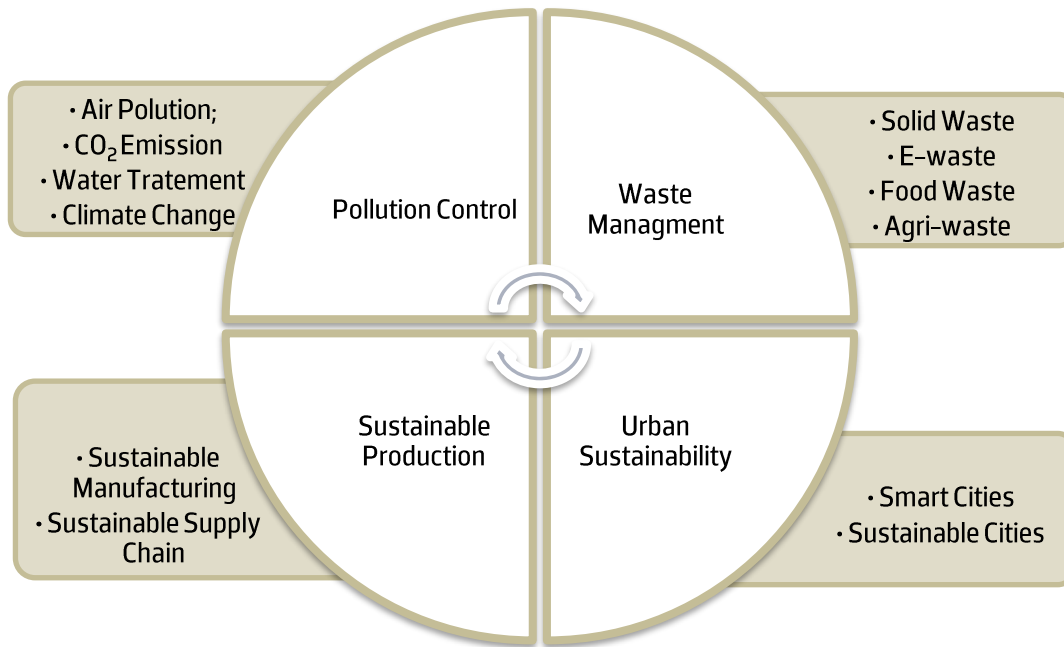 • Air Polution;
• CO₂ Emission
• Water Tratement
• Climate Change
Pollution Control
Waste
Managment
• Solid Waste
• E-waste
• Food Waste
• Agri-waste
• Sustainable
Manufacturing
• Sustainable Supply
Chain
Sustainable
Production
Urban
Sustainability
• Smart Cities
• Sustainable Cities